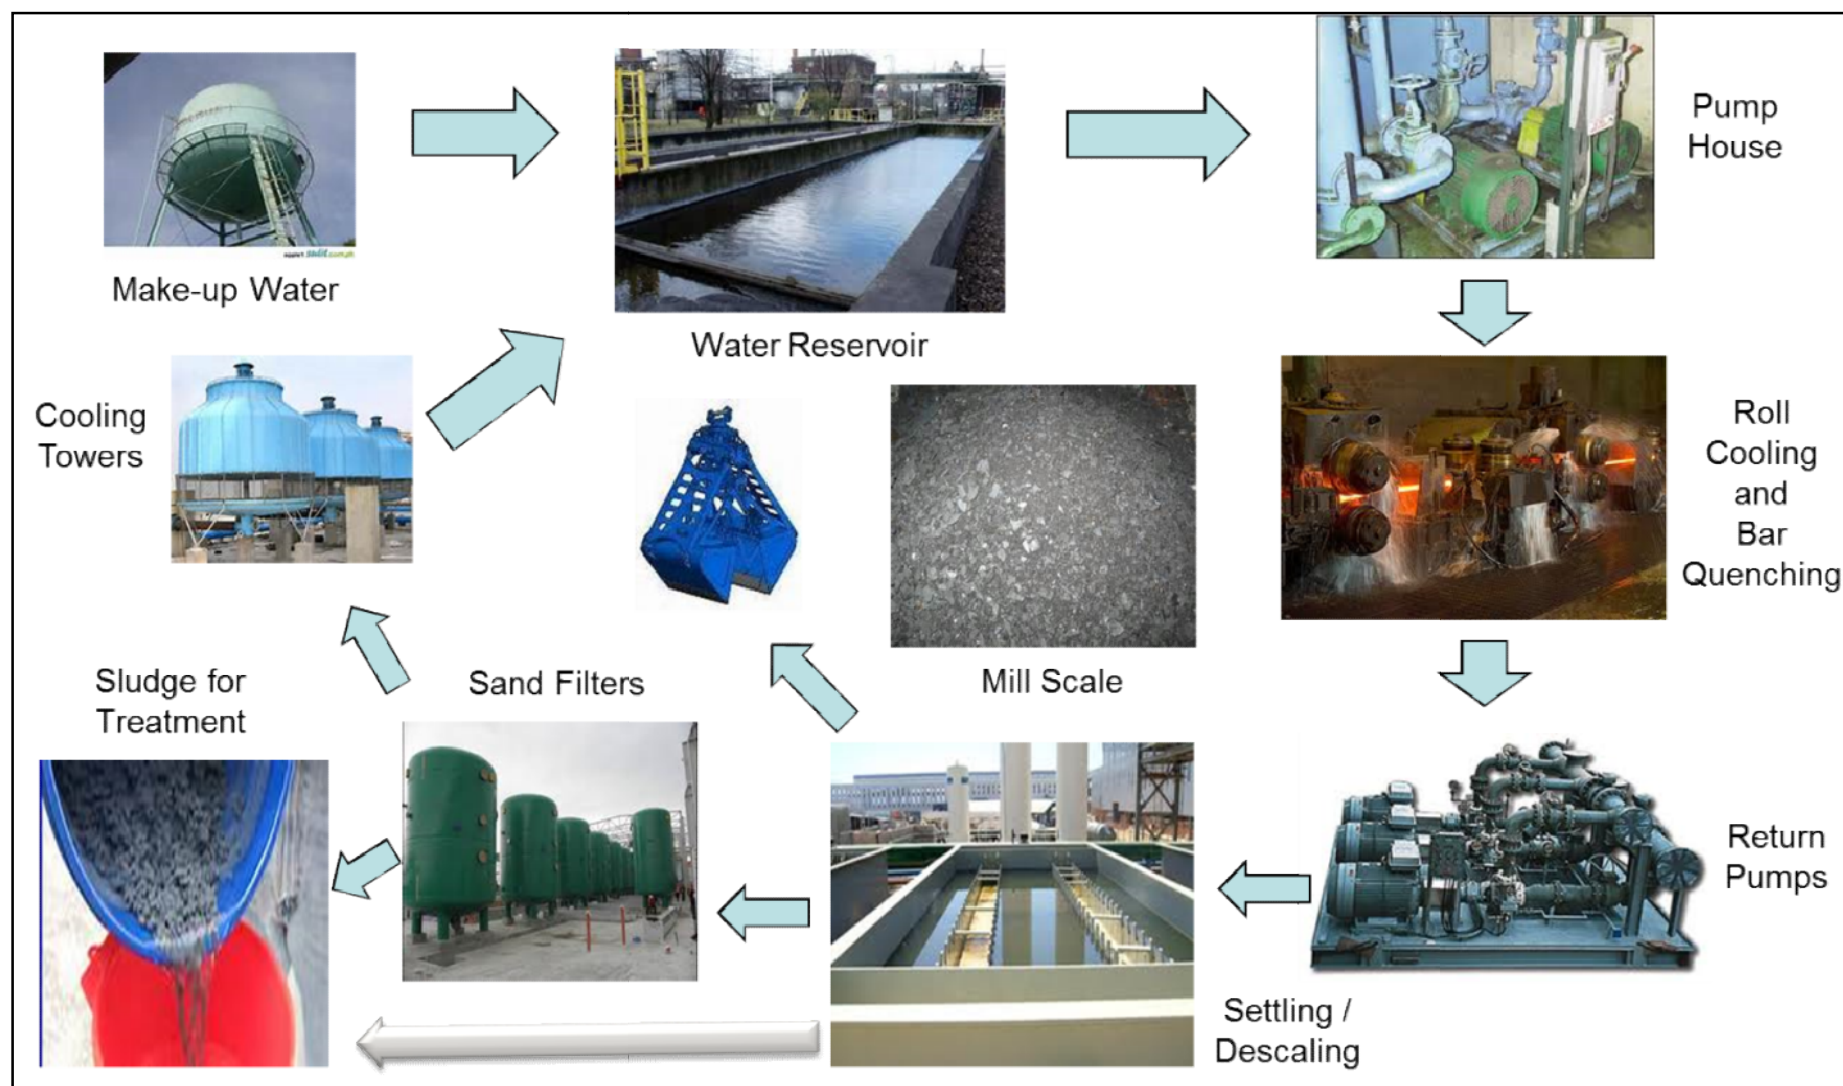 Make-up Water
Water Reservoir
Pump
House
Cooling
Towers
Roll
Cooling
and
Bar
Quenching
Sludge for
Treatment
Sand Filters
Mill Scale
Return
Pumps
Settling /
Descaling